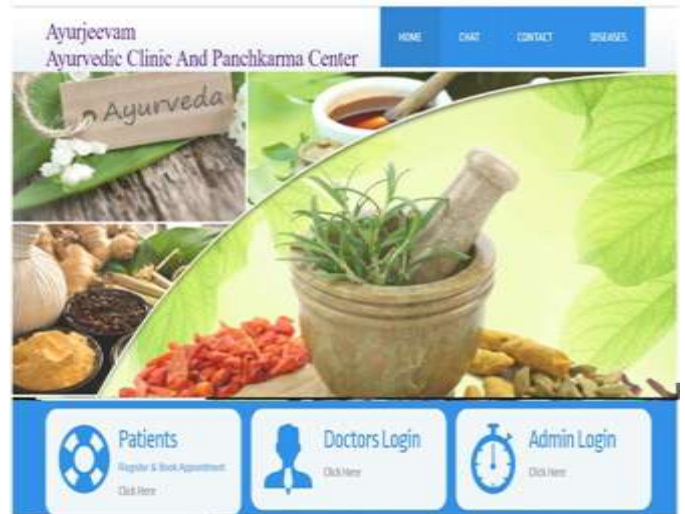 Ayurjeevam
Ayurvedic Clinic And Panchkarma Center
HOME CHAT CONTACT DISEASES
Ayurveda
Patients
Register & Book Appointment
Click Here
Doctors Login
Click Here
Admin Login
Click Here